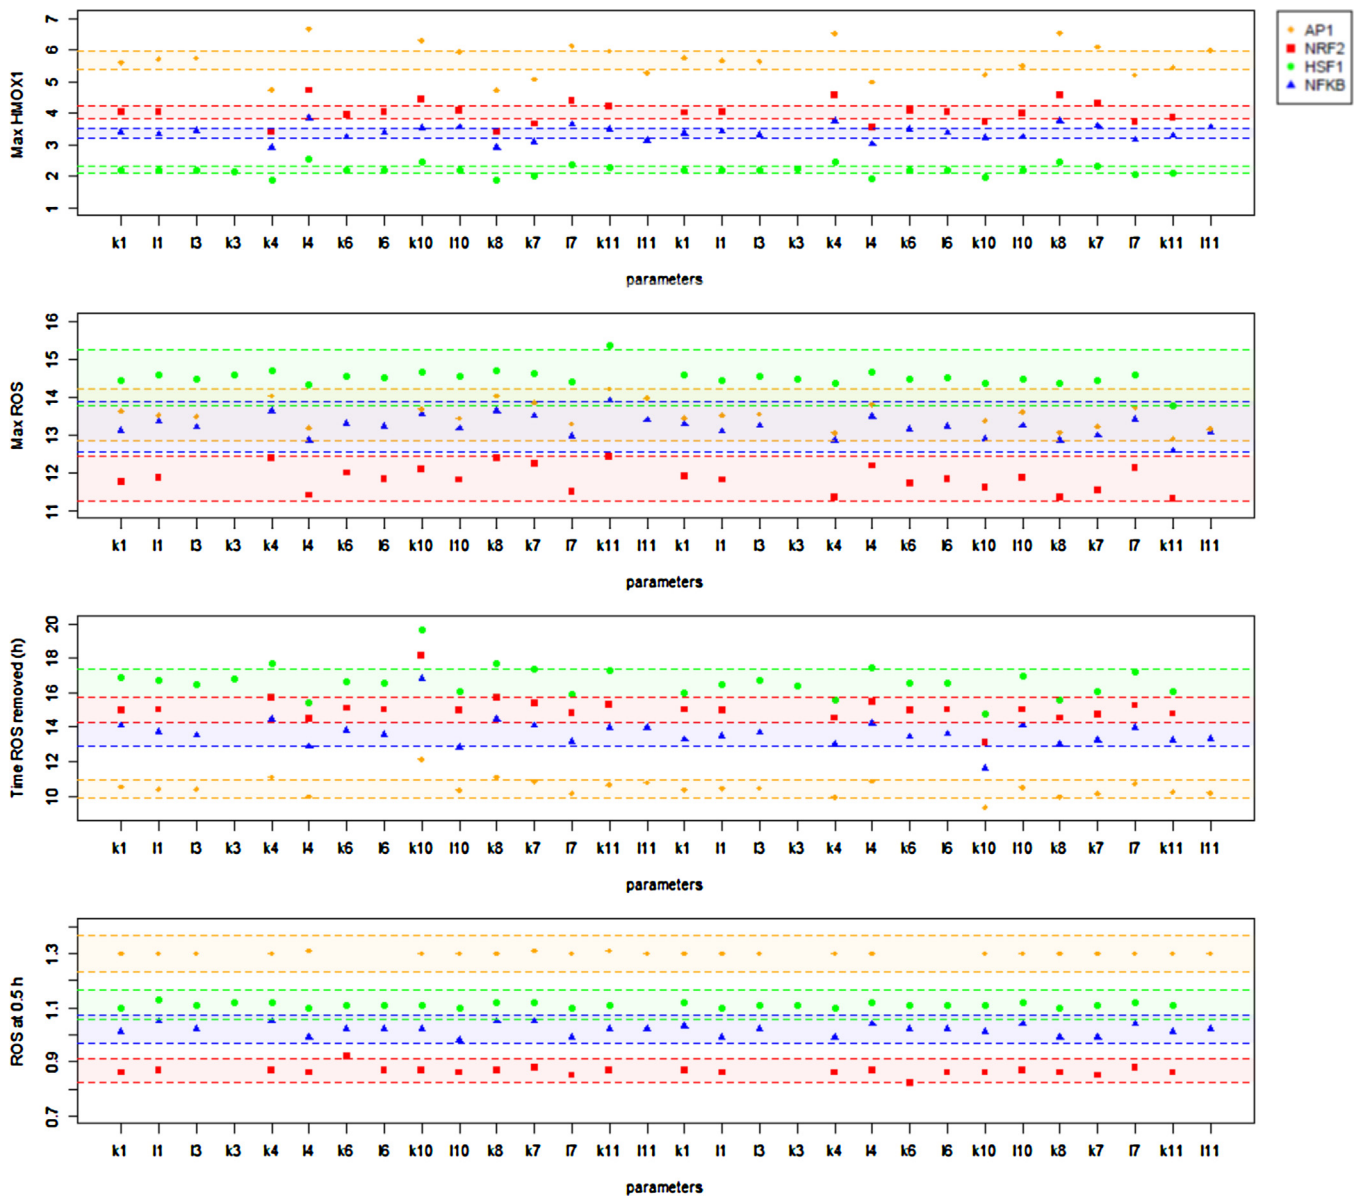 AP1
NRF2
HSF1
NFKB
Max HMOX1
7
6
5
4
3
2
1
k1 l1 l3 k3 k4 l4 k6 l6 k10 l10 k8 k7 l7 k11 l11 k1 l1 l3 k3 k4 l4 k6 l6 k10 l10 k8 k7 l7 k11 l11
parameters
Max ROS
16
15
14
13
12
11
k1 l1 l3 k3 k4 l4 k6 l6 k10 l10 k8 k7 l7 k11 l11 k1 l1 l3 k3 k4 l4 k6 l6 k10 l10 k8 k7 l7 k11 l11
parameters
Time ROS removed (h)
20
18
16
14
12
10
k1 l1 l3 k3 k4 l4 k6 l6 k10 l10 k8 k7 l7 k11 l11 k1 l1 l3 k3 k4 l4 k6 l6 k10 l10 k8 k7 l7 k11 l11
parameters
ROS at 0.5 h
1.3
1.1
0.9
0.7
k1 l1 l3 k3 k4 l4 k6 l6 k10 l10 k8 k7 l7 k11 l11 k1 l1 l3 k3 k4 l4 k6 l6 k10 l10 k8 k7 l7 k11 l11
parameters